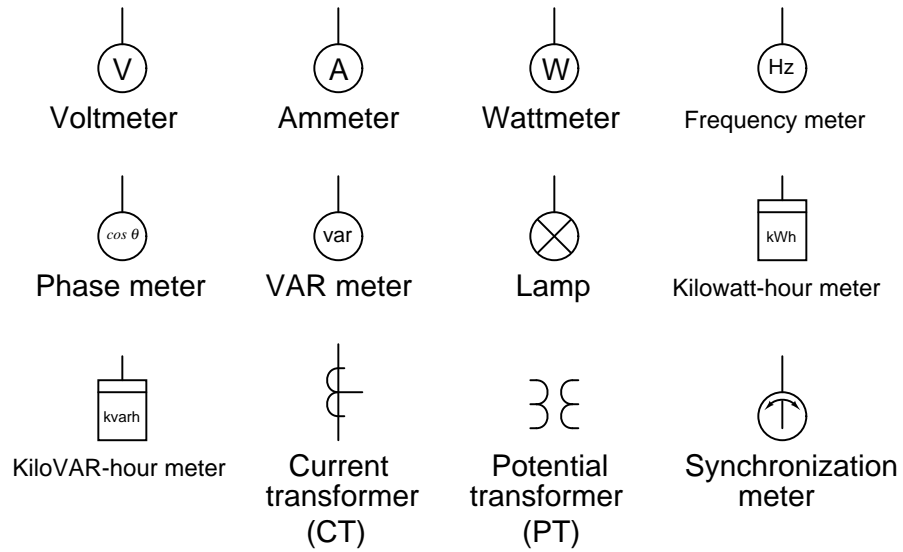 V
A
W
Hz
Voltmeter
Ammeter
Wattmeter
Frequency meter
cos θ
var
kWh
Phase meter
VAR meter
Lamp
Kilowatt-hour meter
kvarh
KiloVAR-hour meter
Current
transformer
(CT)
Potential
transformer
(PT)
Synchronization
meter